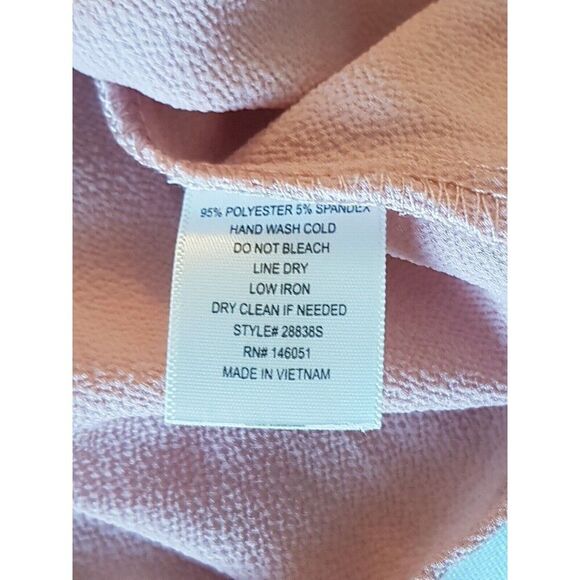 95% POLYESTER 5% SPANDEX
HAND WASH COLD
DO NOT BLEACH
LINE DRY
LOW IRON
DRY CLEAN IF NEEDED
STYLE# 28838S
RN# 146051
MADE IN VIETNAM